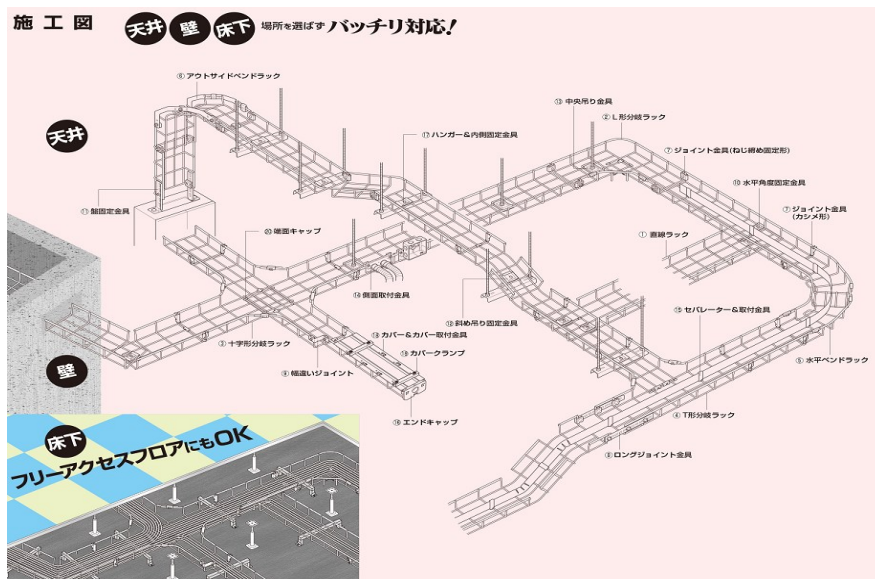 施工図
天井 壁 床下 場所を選ばず バッチリ対応!
⑥アウトサイドベンドラック
⑬中央吊り金具
②L形分岐ラック
天井
⑰ハンガー&内側固定金具
⑦ジョイント金具(ねじ締め固定形)
⑩水平角度固定金具
⑪盤固定金具
⑦ジョイント金具
(カシメ形)
⑳端面キャップ
①直線ラック
⑭側面取付金具
⑮セパレーター&取付金具
⑫斜め吊り固定金具
カバー&カバー取付金具
③十字形分岐ラック
カバークランプ
⑤水平ベンドラック
壁
⑨幅違いジョイント
④T形分岐ラック
エンドキャップ
床下
フリーアクセスフロアにもOK
⑧ロングジョイント金具